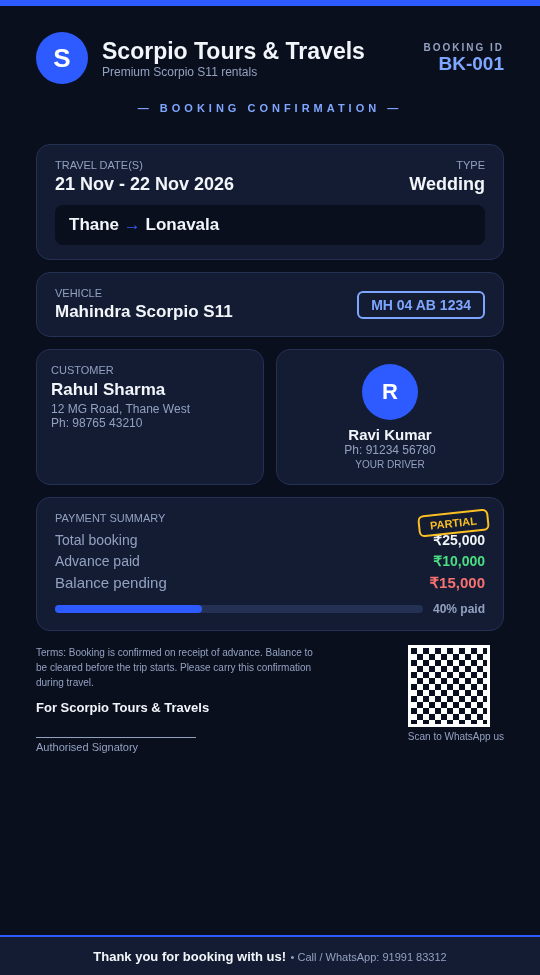 S
Scorpio Tours & Travels
Premium Scorpio S11 rentals
BOOKING ID
BK-001
— BOOKING CONFIRMATION —
TRAVEL DATE(S)
21 Nov - 22 Nov 2026
TYPE
Wedding
Thane → Lonavala
VEHICLE
Mahindra Scorpio S11
MH 04 AB 1234
CUSTOMER
Rahul Sharma
12 MG Road, Thane West
Ph: 98765 43210
R
Ravi Kumar
Ph: 91234 56780
YOUR DRIVER
PAYMENT SUMMARY
PARTIAL
Total booking ₹25,000
Advance paid ₹10,000
Balance pending ₹15,000
40% paid
Terms: Booking is confirmed on receipt of advance. Balance to
be cleared before the trip starts. Please carry this confirmation
during travel.
For Scorpio Tours & Travels
Authorised Signatory
Scan to WhatsApp us
Thank you for booking with us! • Call / WhatsApp: 91991 83312